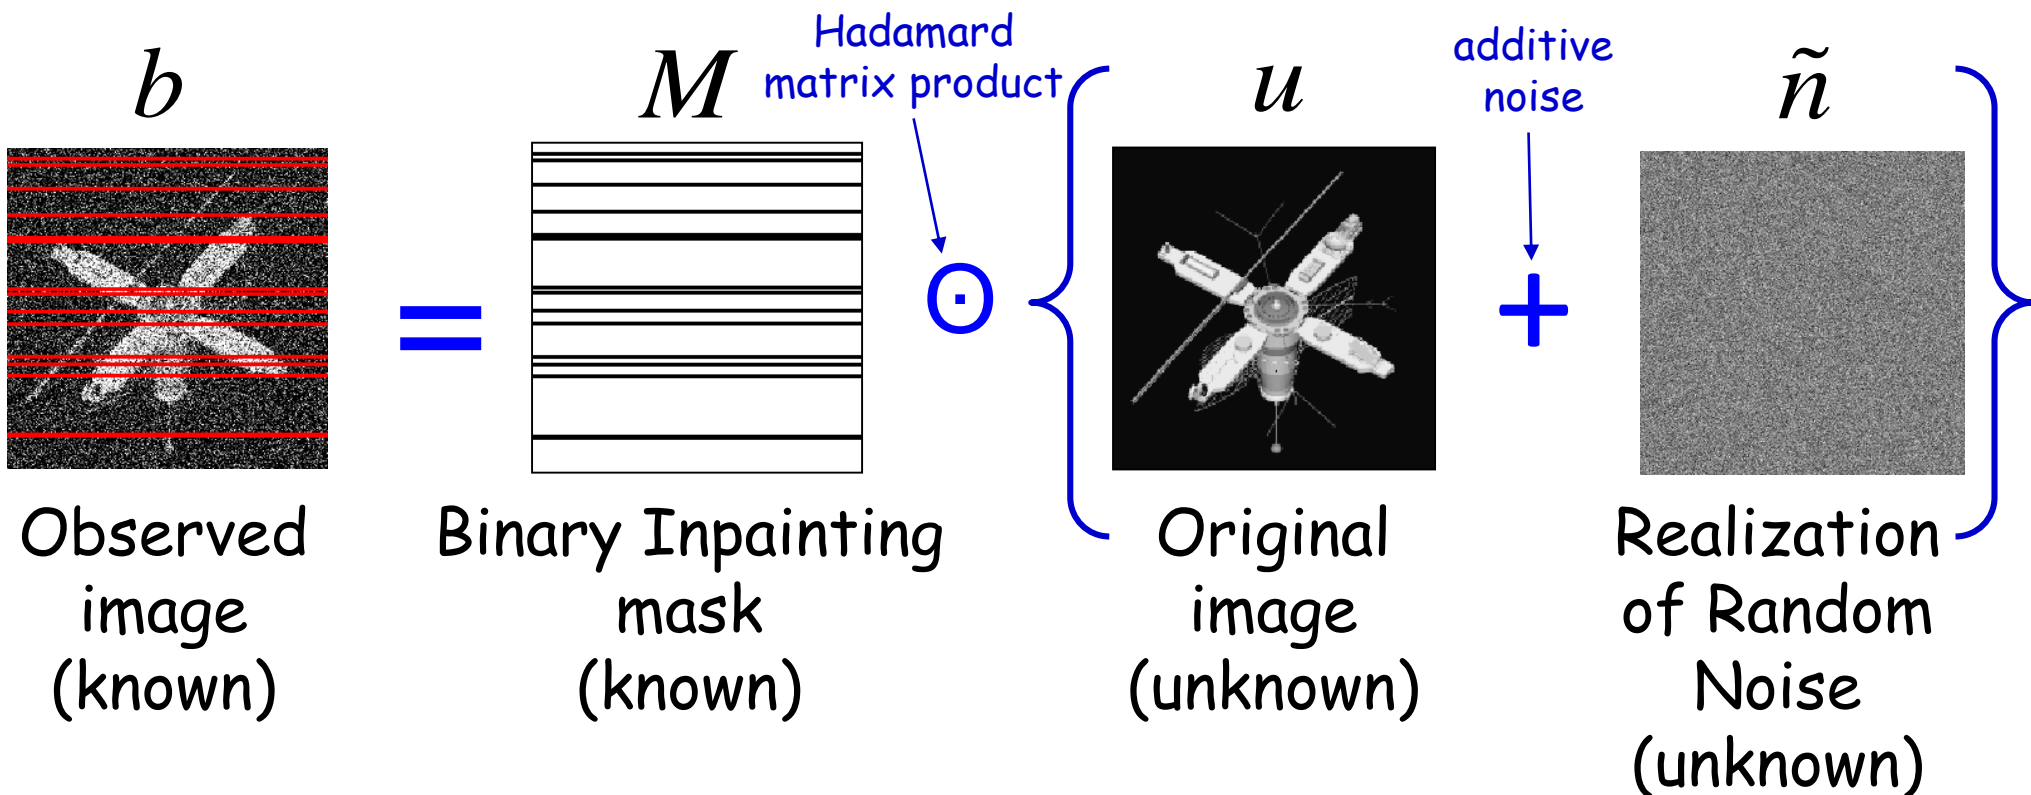 b
=
M
Hadamard
matrix product
⊙
{
u
additive
noise
+
ñ
}
Observed
image
(known)
Binary Inpainting
mask
(known)
Original
image
(unknown)
Realization
of Random
Noise
(unknown)